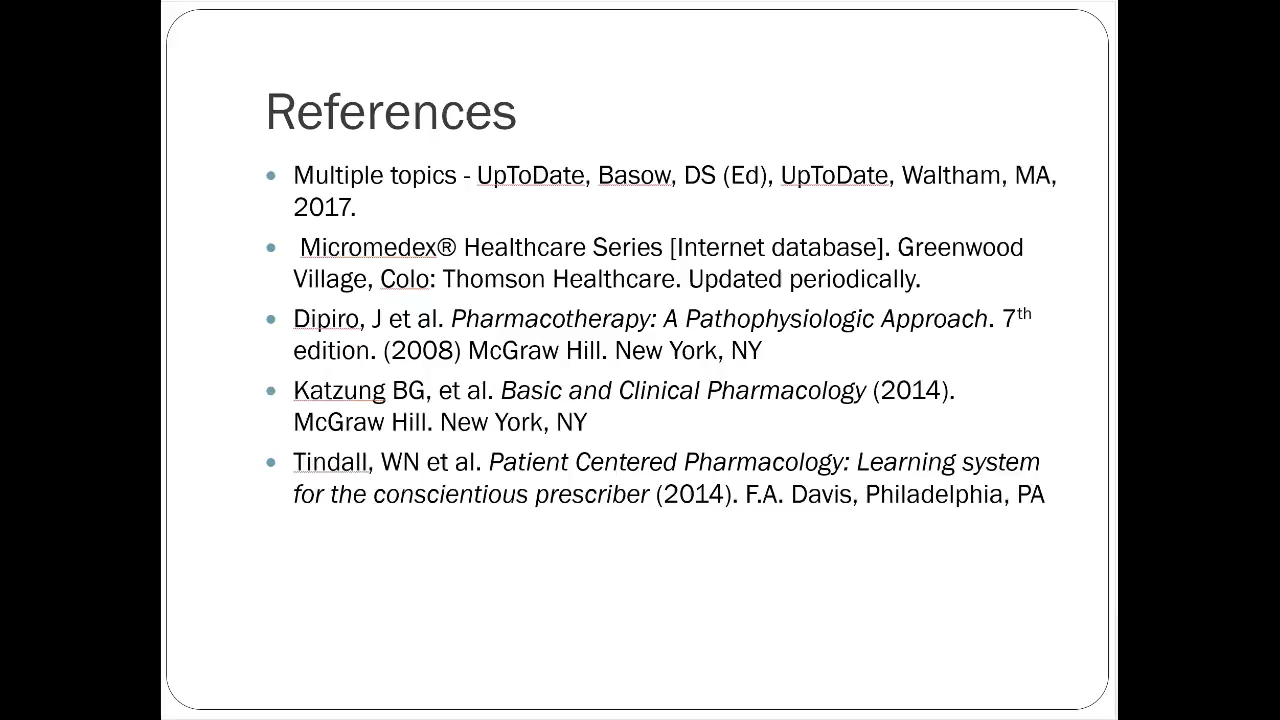 References
• Multiple topics - UpToDate, Basow, DS (Ed), UpToDate, Waltham, MA,
2017.
• Micromedex® Healthcare Series [Internet database]. Greenwood
Village, Colo: Thomson Healthcare. Updated periodically.
• Dipiro, J et al. Pharmacotherapy: A Pathophysiologic Approach. 7th
edition. (2008) McGraw Hill. New York, NY
• Katzung BG, et al. Basic and Clinical Pharmacology (2014).
McGraw Hill. New York, NY
• Tindall, WN et al. Patient Centered Pharmacology: Learning system
for the conscientious prescriber (2014). F.A. Davis, Philadelphia, PA